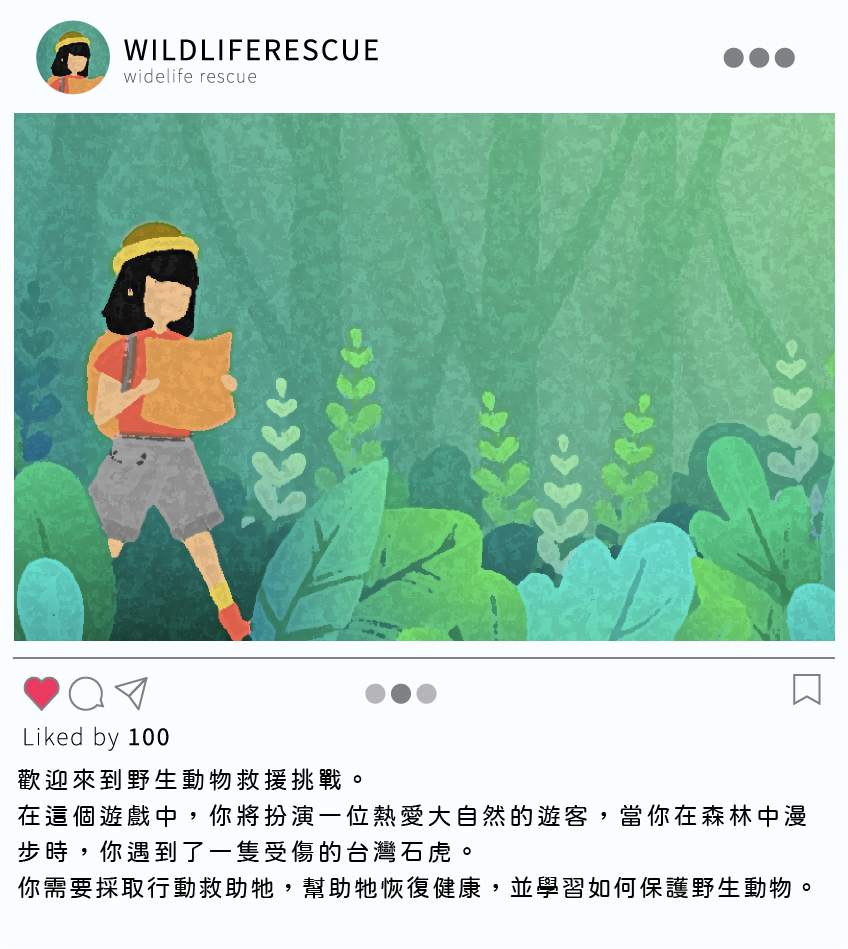 WILDLIFERESCUE
widelife rescue
Liked by 100
歡迎來到野生動物救援挑戰。
在這個遊戲中，你將扮演一位熱愛大自然的遊客，當你在森林中漫
步時，你遇到了一隻受傷的台灣石虎。
你需要採取行動救助牠，幫助牠恢復健康，並學習如何保護野生動物。